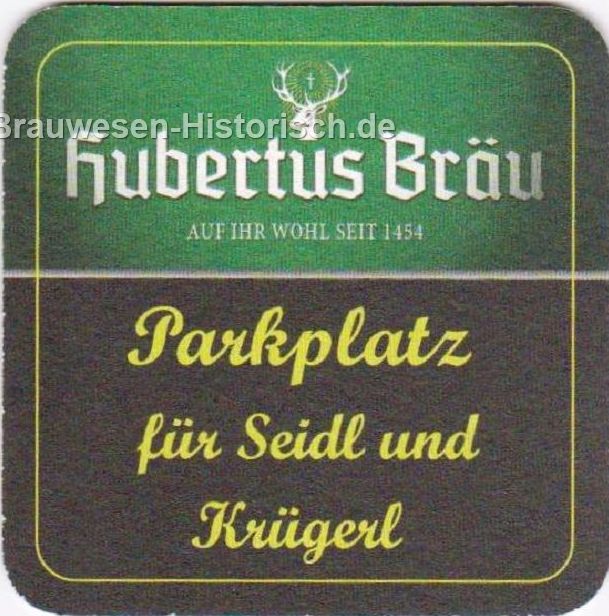 Brauwesen-Historisch.de
Hubertus Bräu
AUF IHR WOHL SEIT 1454
Parkplatz
für Seidl und
Krügerl